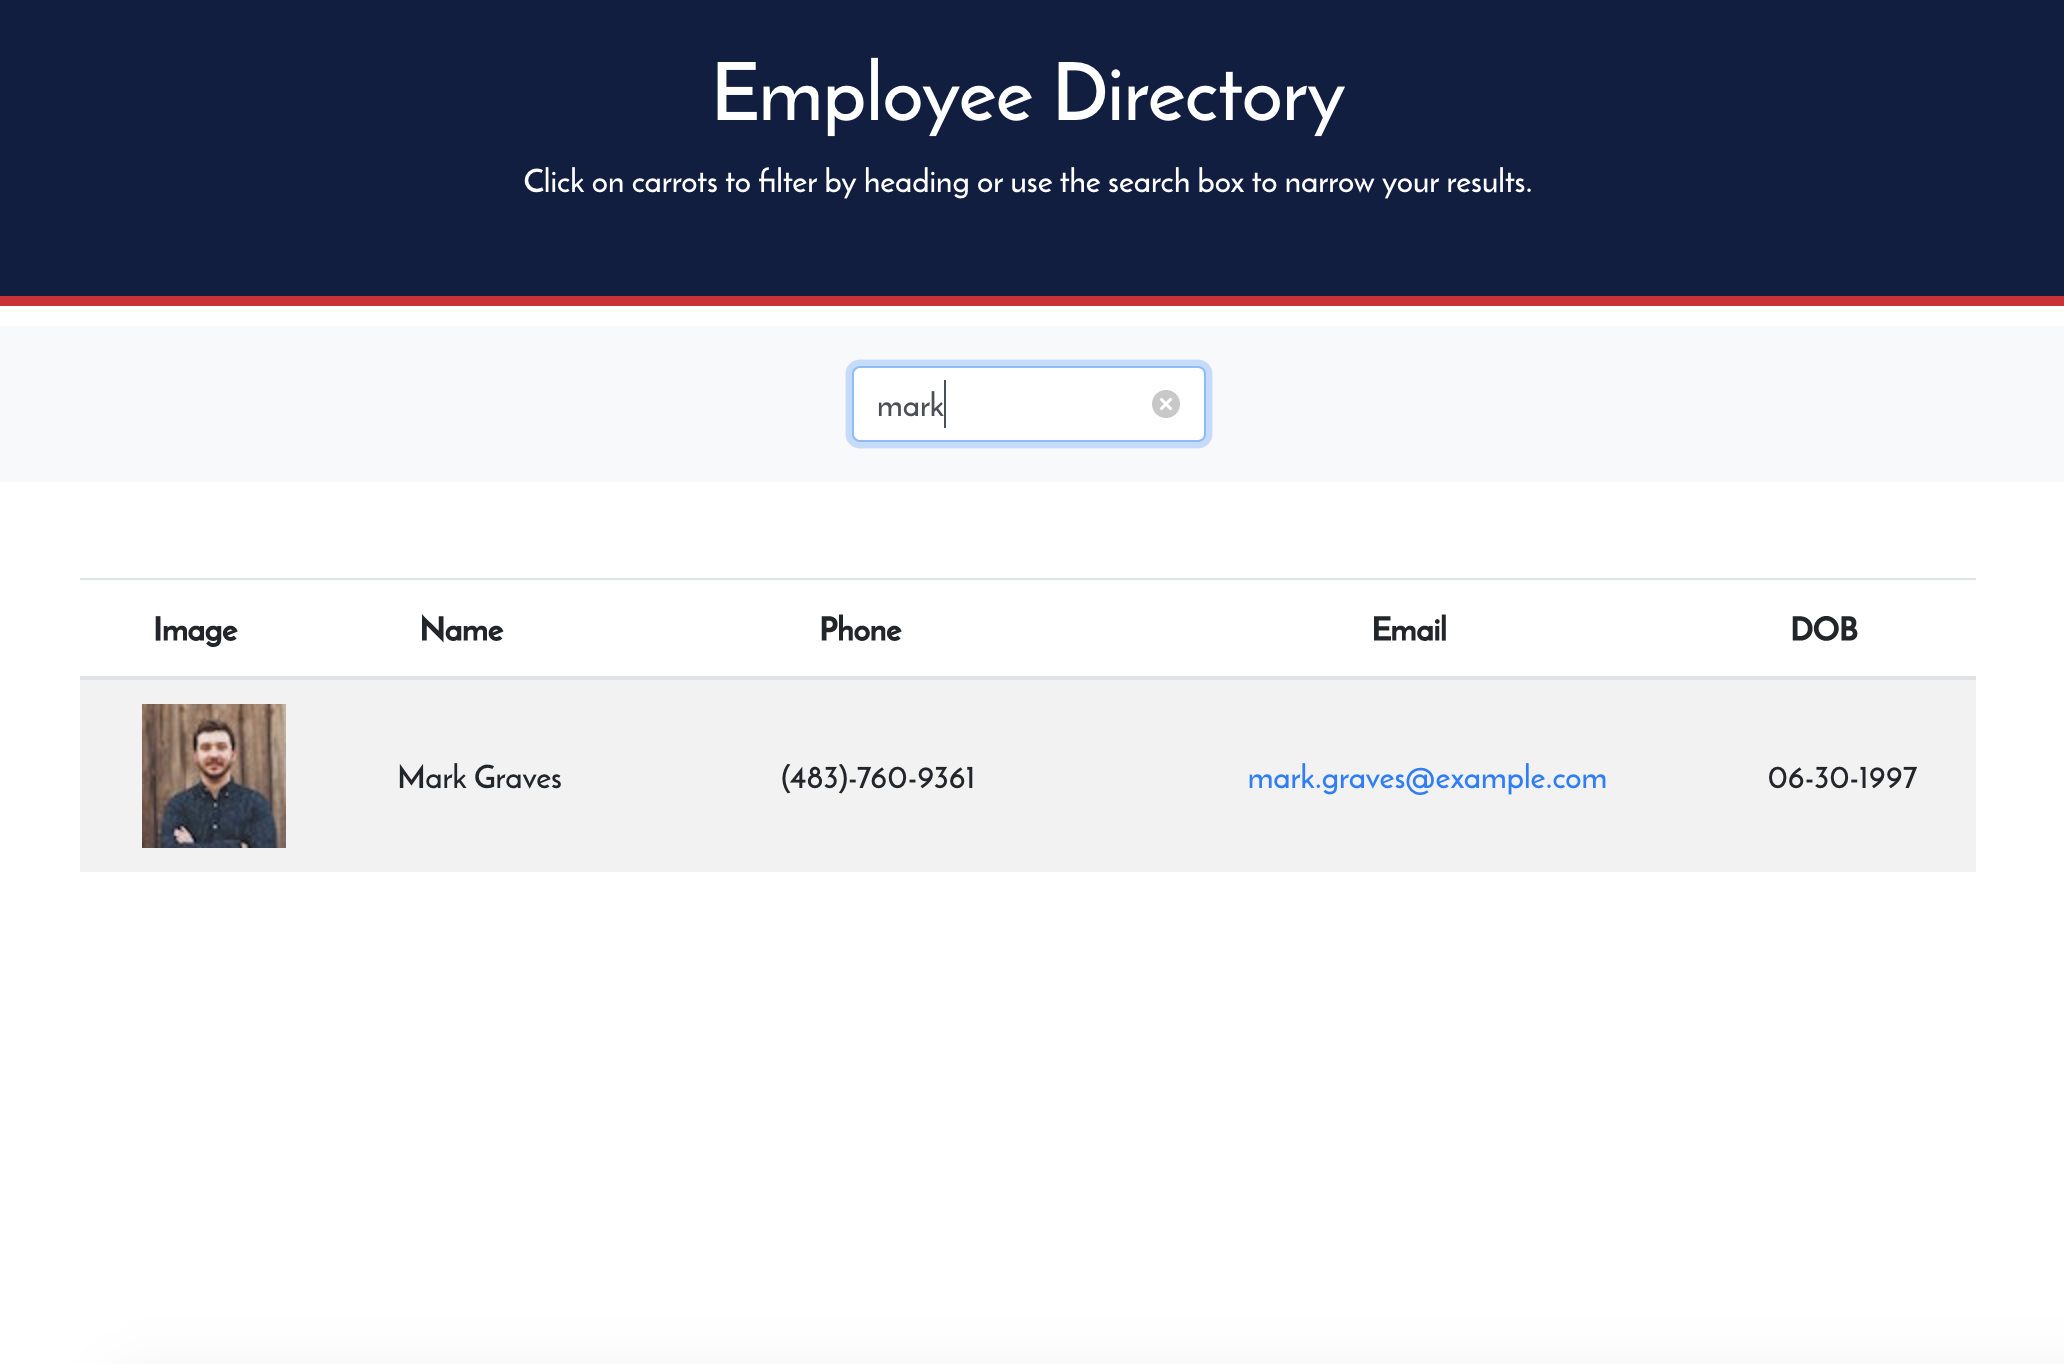 Employee Directory
Click on carrots to filter by heading or use the search box to narrow your results.
mark
Image Name Phone Email DOB
Mark Graves (483)-760-9361 mark.graves@example.com 06-30-1997